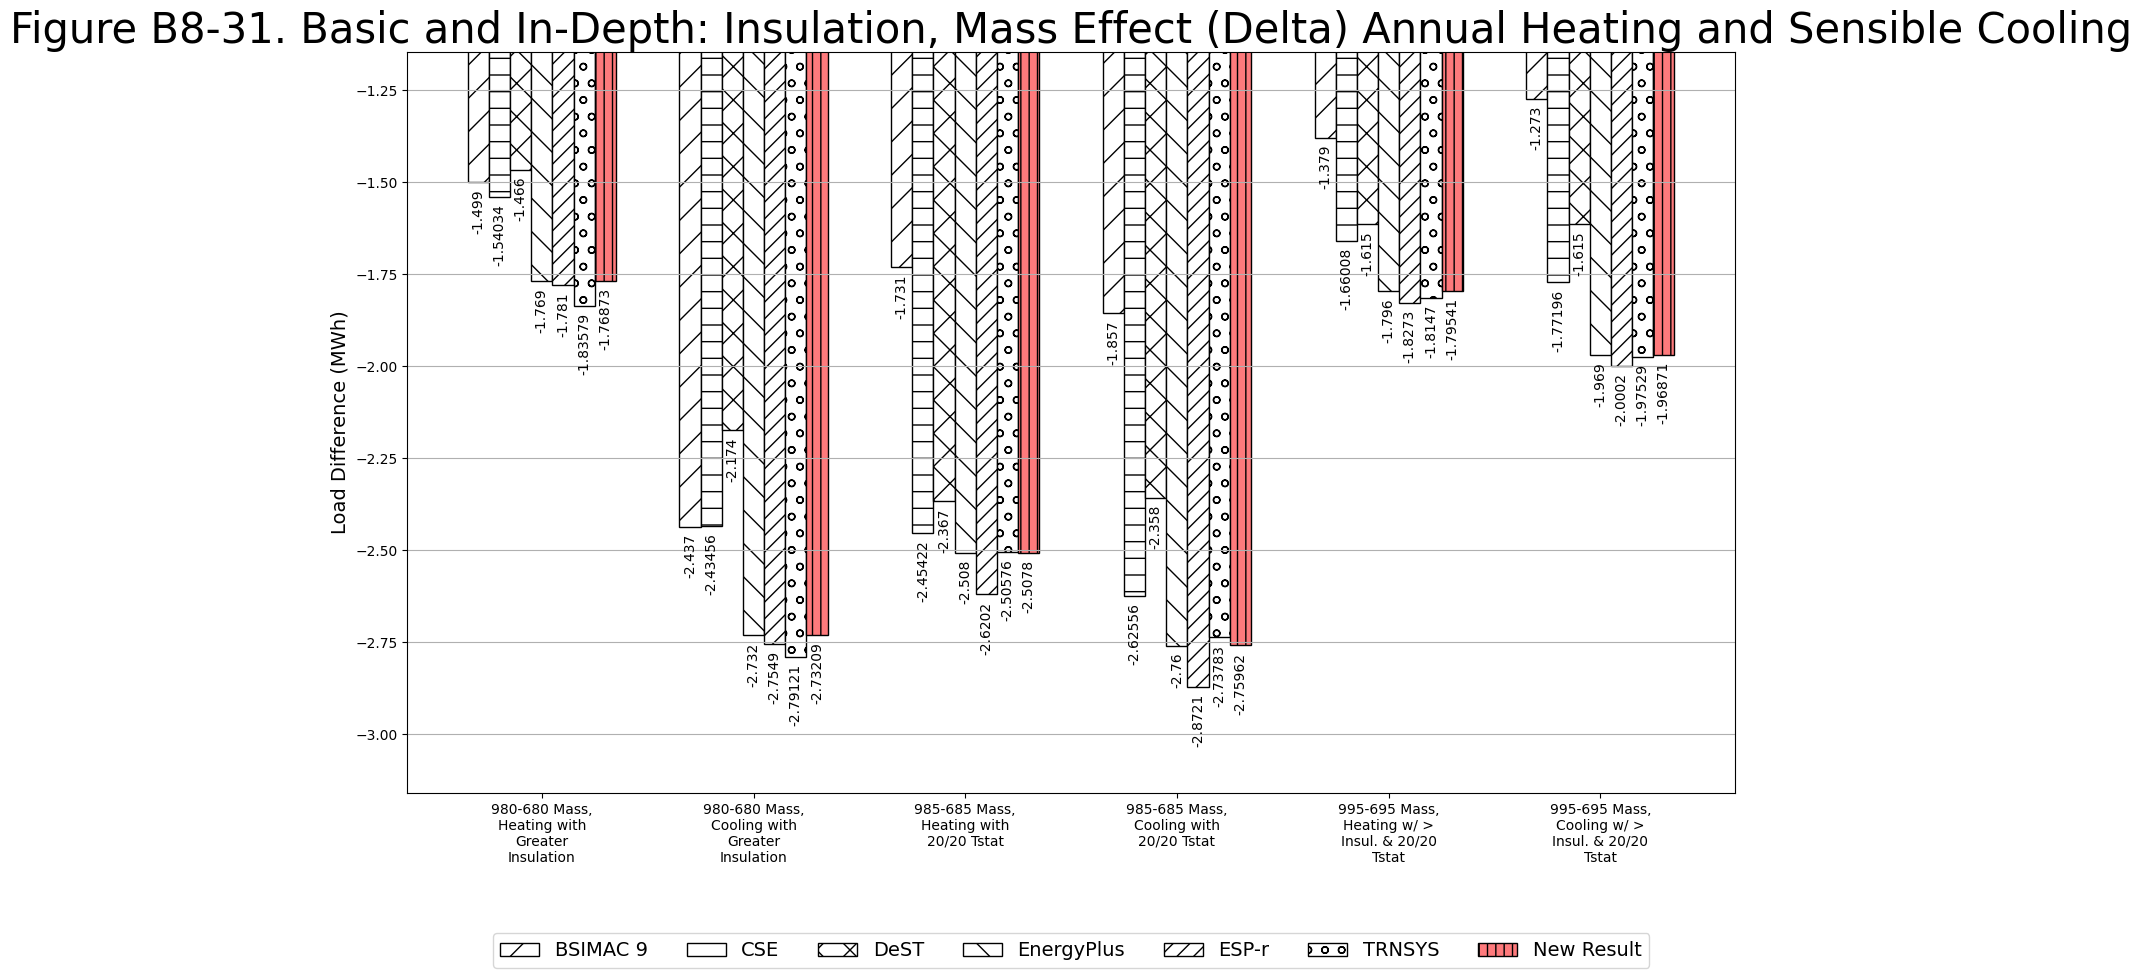 Figure B8-31. Basic and In-Depth: Insulation, Mass Effect (Delta) Annual Heating and Sensible Cooling
Load Difference (MWh)
−1.25
−1.50
−1.75
−2.00
−2.25
−2.50
−2.75
−3.00
-1.499
-1.54034
-1.466
-1.769
-1.781
-1.83579
-1.76873
-2.437
-2.43456
-2.174
-2.732
-2.7549
-2.79121
-2.73209
-1.731
-2.45422
-2.367
-2.508
-2.6202
-2.50576
-2.5078
-1.857
-2.62556
-2.358
-2.76
-2.8721
-2.73783
-2.75962
-1.379
-1.66008
-1.615
-1.796
-1.8273
-1.8147
-1.79541
-1.273
-1.77196
-1.615
-1.969
-2.0002
-1.97529
-1.96871
980-680 Mass,
Heating with
Greater
Insulation
980-680 Mass,
Cooling with
Greater
Insulation
985-685 Mass,
Heating with
20/20 Tstat
985-685 Mass,
Cooling with
20/20 Tstat
995-695 Mass,
Heating w/ >
Insul. & 20/20
Tstat
995-695 Mass,
Cooling w/ >
Insul. & 20/20
Tstat
BSIMAC 9
CSE
DeST
EnergyPlus
ESP-r
TRNSYS
New Result